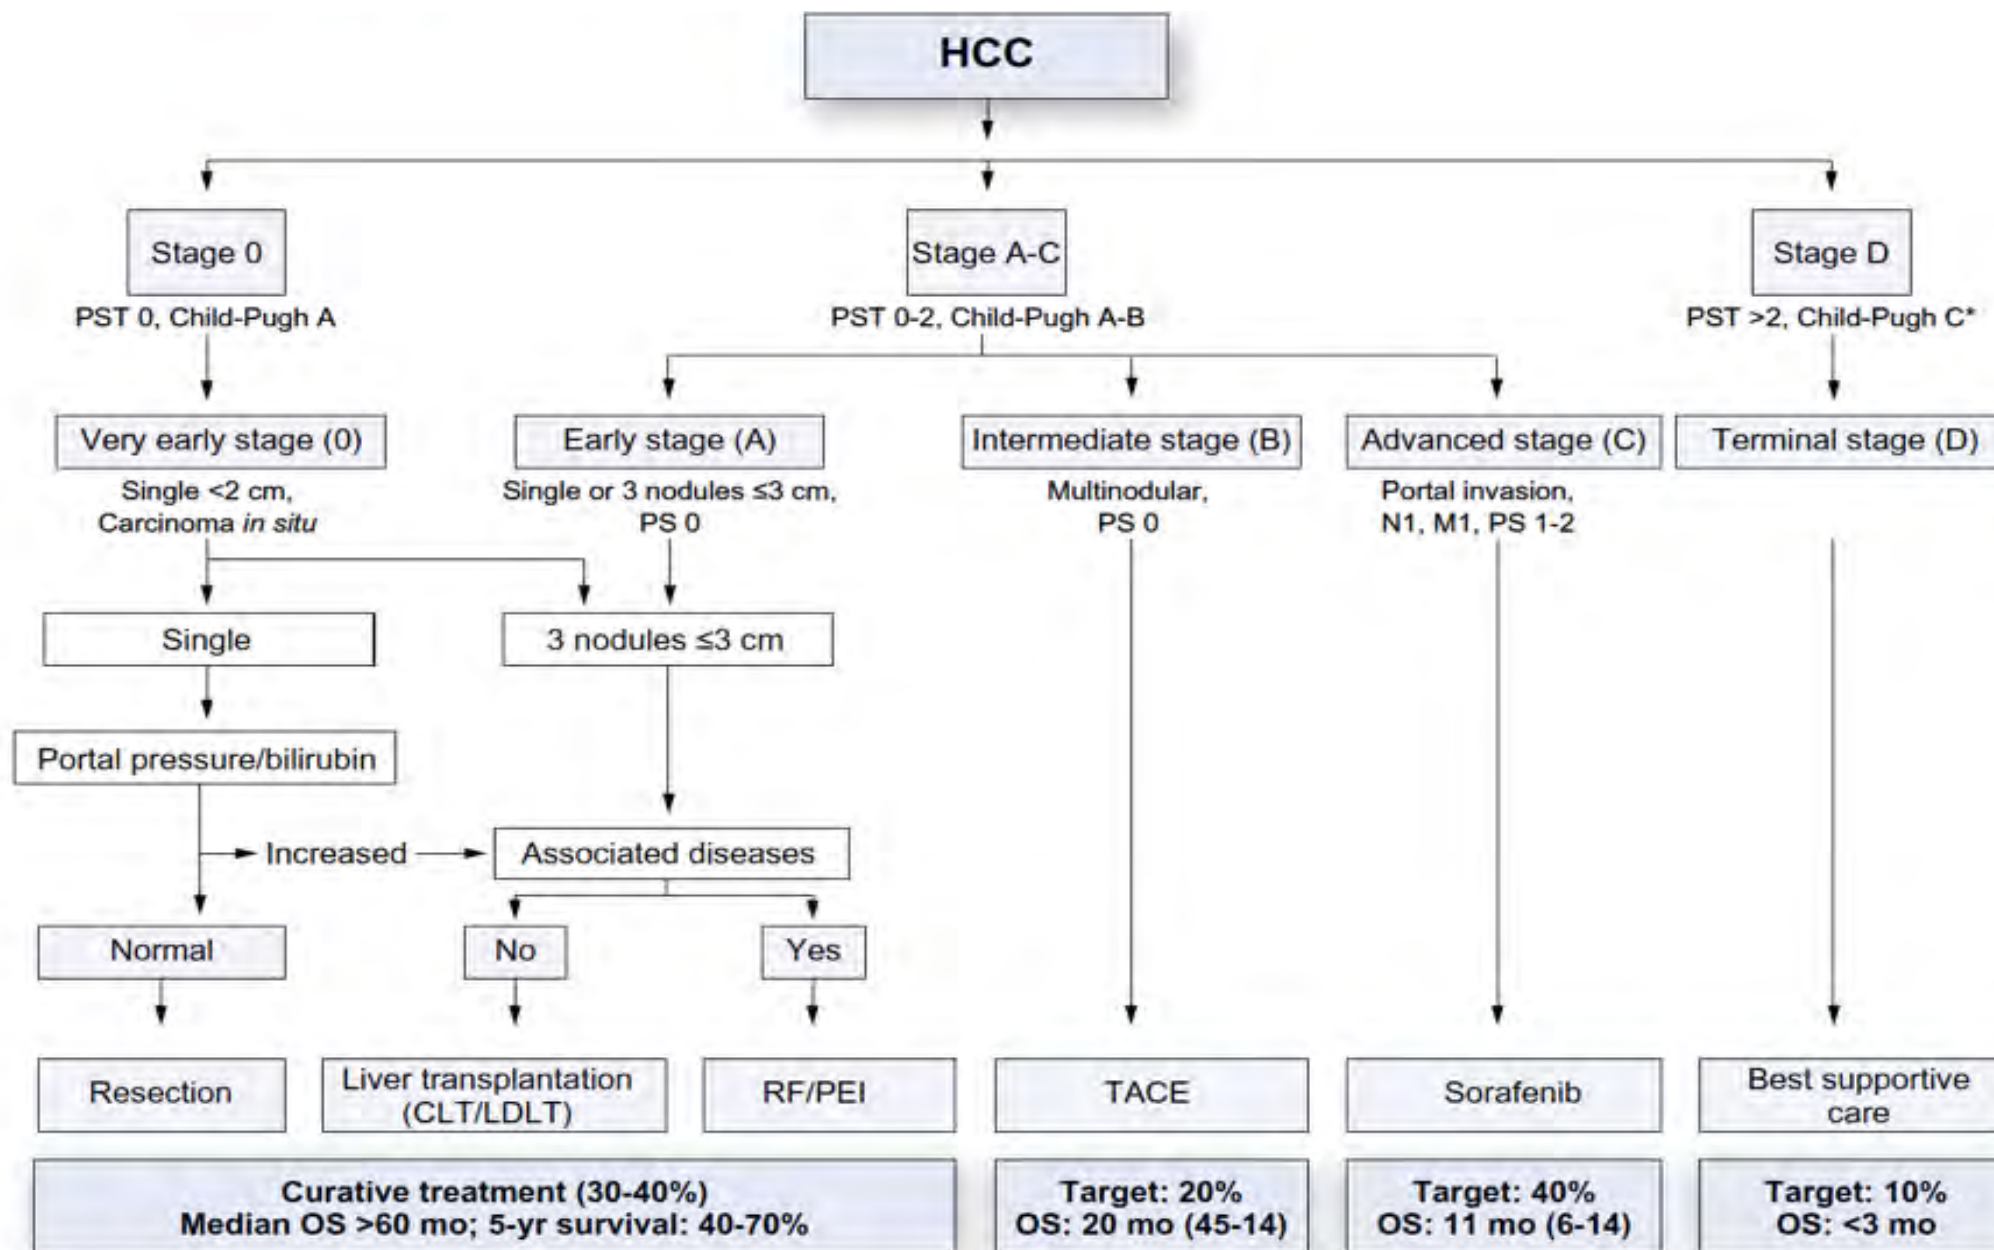 HCC
Stage 0
Stage A-C
Stage D
PST 0, Child-Pugh A
PST 0-2, Child-Pugh A-B
PST >2, Child-Pugh C*
Very early stage (0)
Early stage (A)
Intermediate stage (B)
Advanced stage (C)
Terminal stage (D)
Single <2 cm,
Carcinoma in situ
Single or 3 nodules ≤3 cm,
PS 0
Multinodular,
PS 0
Portal invasion,
N1, M1, PS 1-2
Single
3 nodules ≤3 cm
Portal pressure/bilirubin
Increased
Associated diseases
Normal
No
Yes
Resection
Liver transplantation
(CLT/LDLT)
RF/PEI
TACE
Sorafenib
Best supportive
care
Curative treatment (30-40%)
Median OS >60 mo; 5-yr survival: 40-70%
Target: 20%
OS: 20 mo (45-14)
Target: 40%
OS: 11 mo (6-14)
Target: 10%
OS: <3 mo